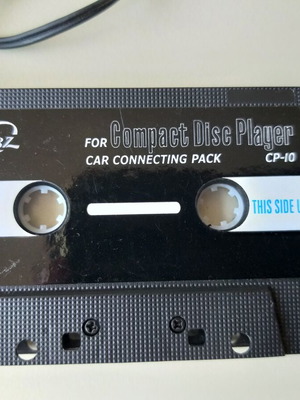 FOR Compact Disc Player
CAR CONNECTING PACK CP-10
THIS SIDE